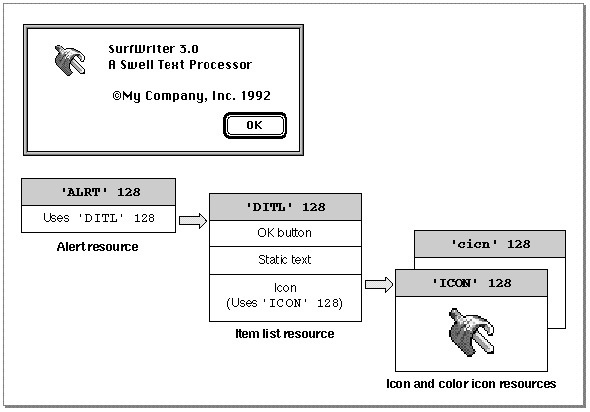 SurfWriter 3.0
A Swell Text Processor
©My Company, Inc. 1992
OK
'ALRT' 128
Uses 'DITL' 128
Alert resource
'DITL' 128
OK button
Static text
Icon
(Uses 'ICON' 128)
Item list resource
'cicn' 128
'ICON' 128
Icon and color icon resources